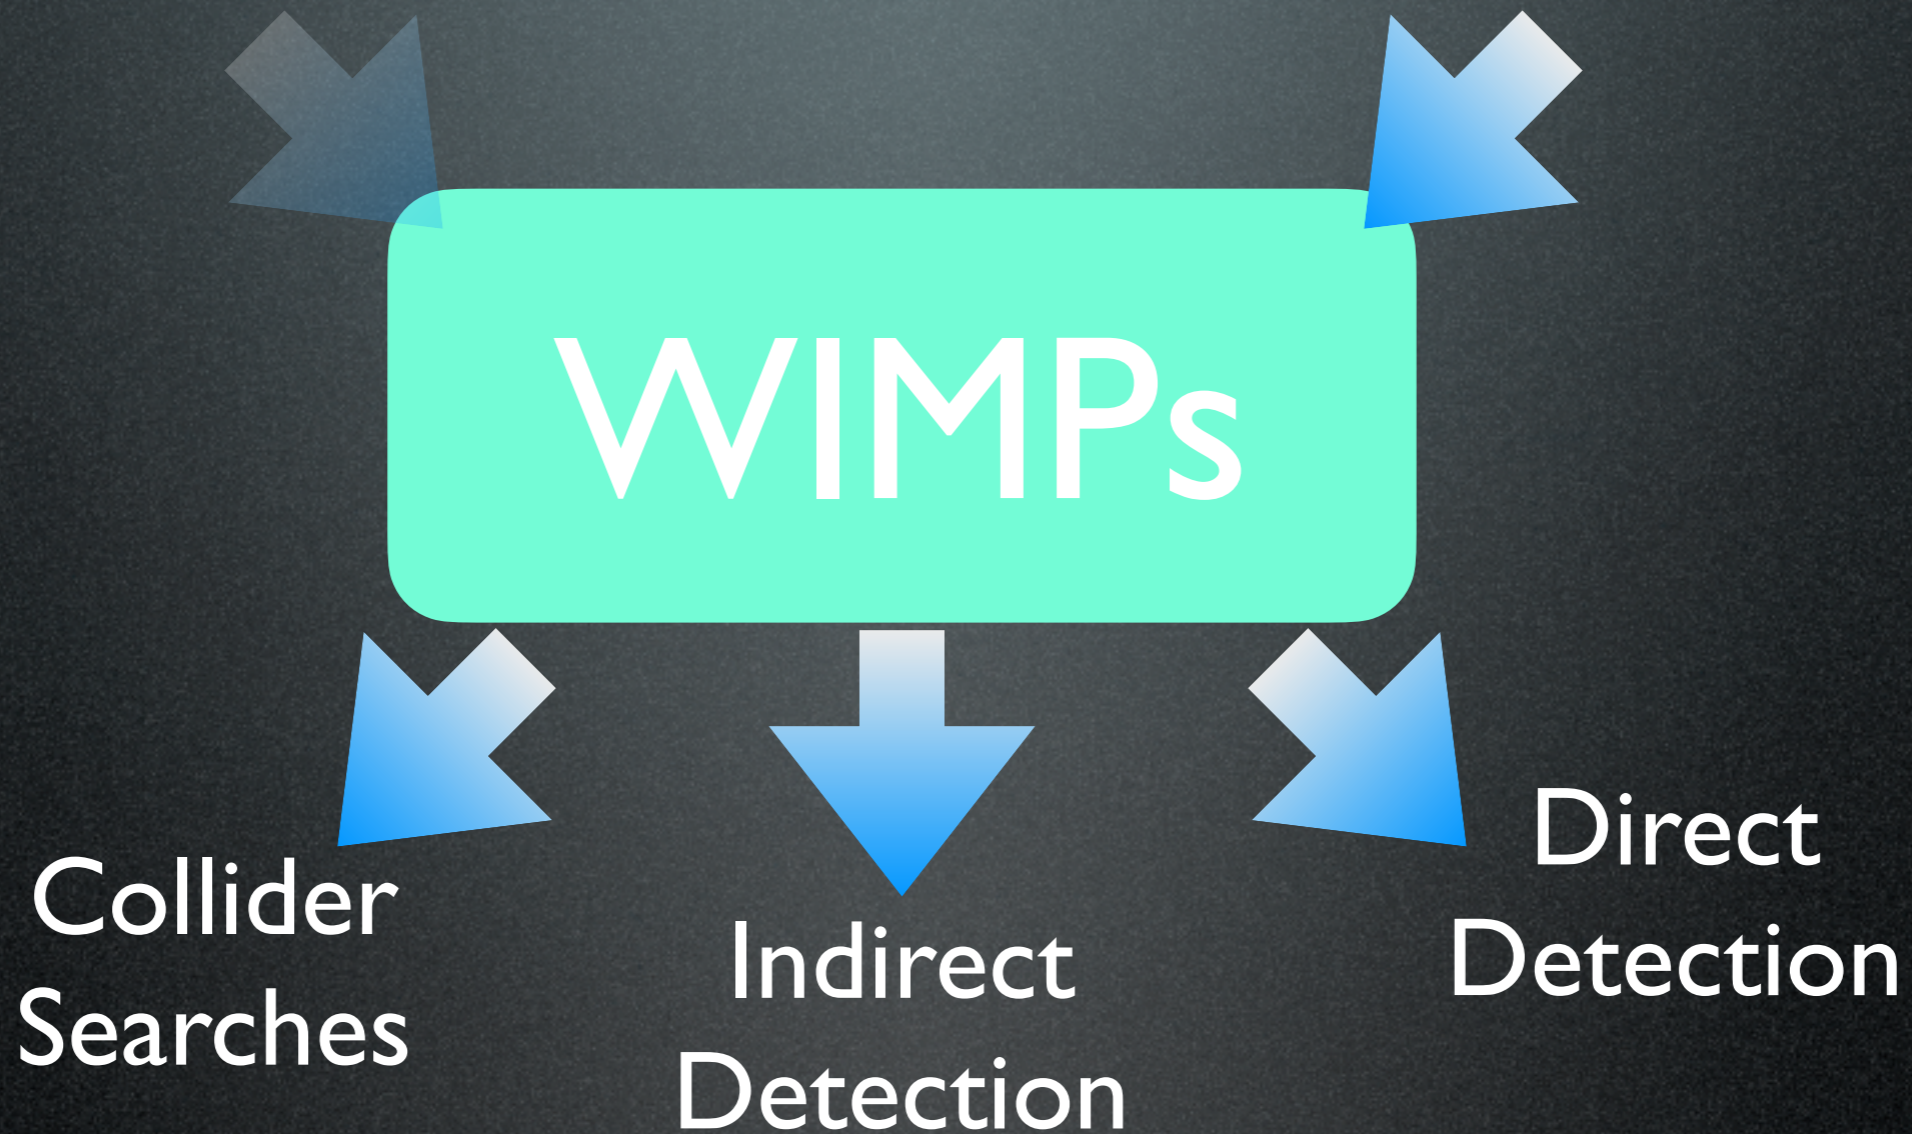 WIMPs
Collider
Searches
Indirect
Detection
Direct
Detection